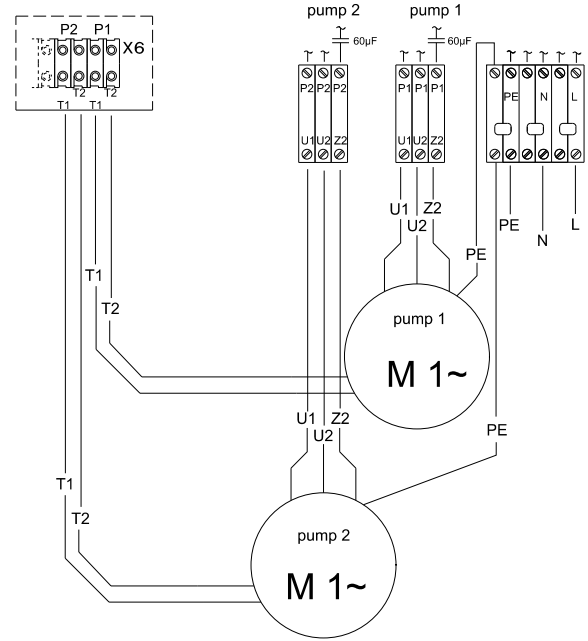 pump 2
pump 1
60µF
60µF
P2 P1
X6
T2 T2
T1 T1
P2 P2 P2
U1 U2 Z2
P1 P1 P1
U1 U2 Z2
PE N L
U1 Z2
U2
PE
PE
N
L
T1
T2
pump 1
M 1~
U1 Z2
U2
PE
T1
T2
pump 2
M 1~